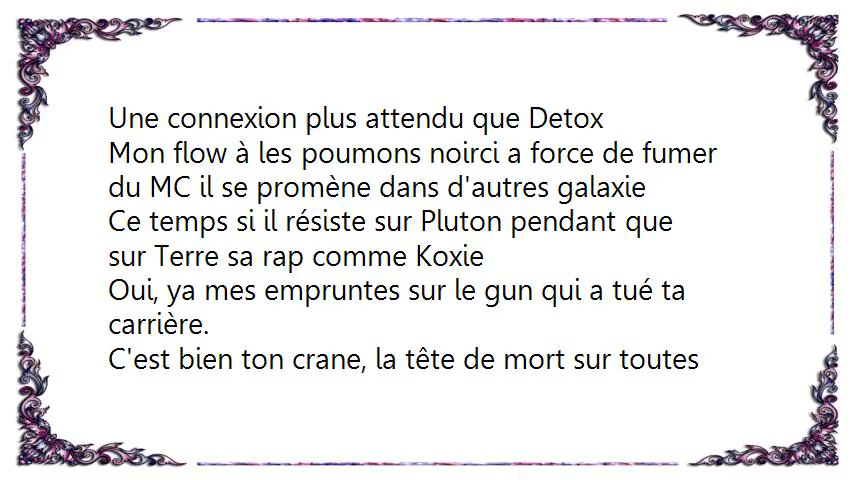 Une connexion plus attendu que Detox
Mon flow à les poumons noirci a force de fumer
du MC il se promène dans d'autres galaxie
Ce temps si il résiste sur Pluton pendant que
sur Terre sa rap comme Koxie
Oui, ya mes empruntes sur le gun qui a tué ta
carrière.
C'est bien ton crane, la tête de mort sur toutes